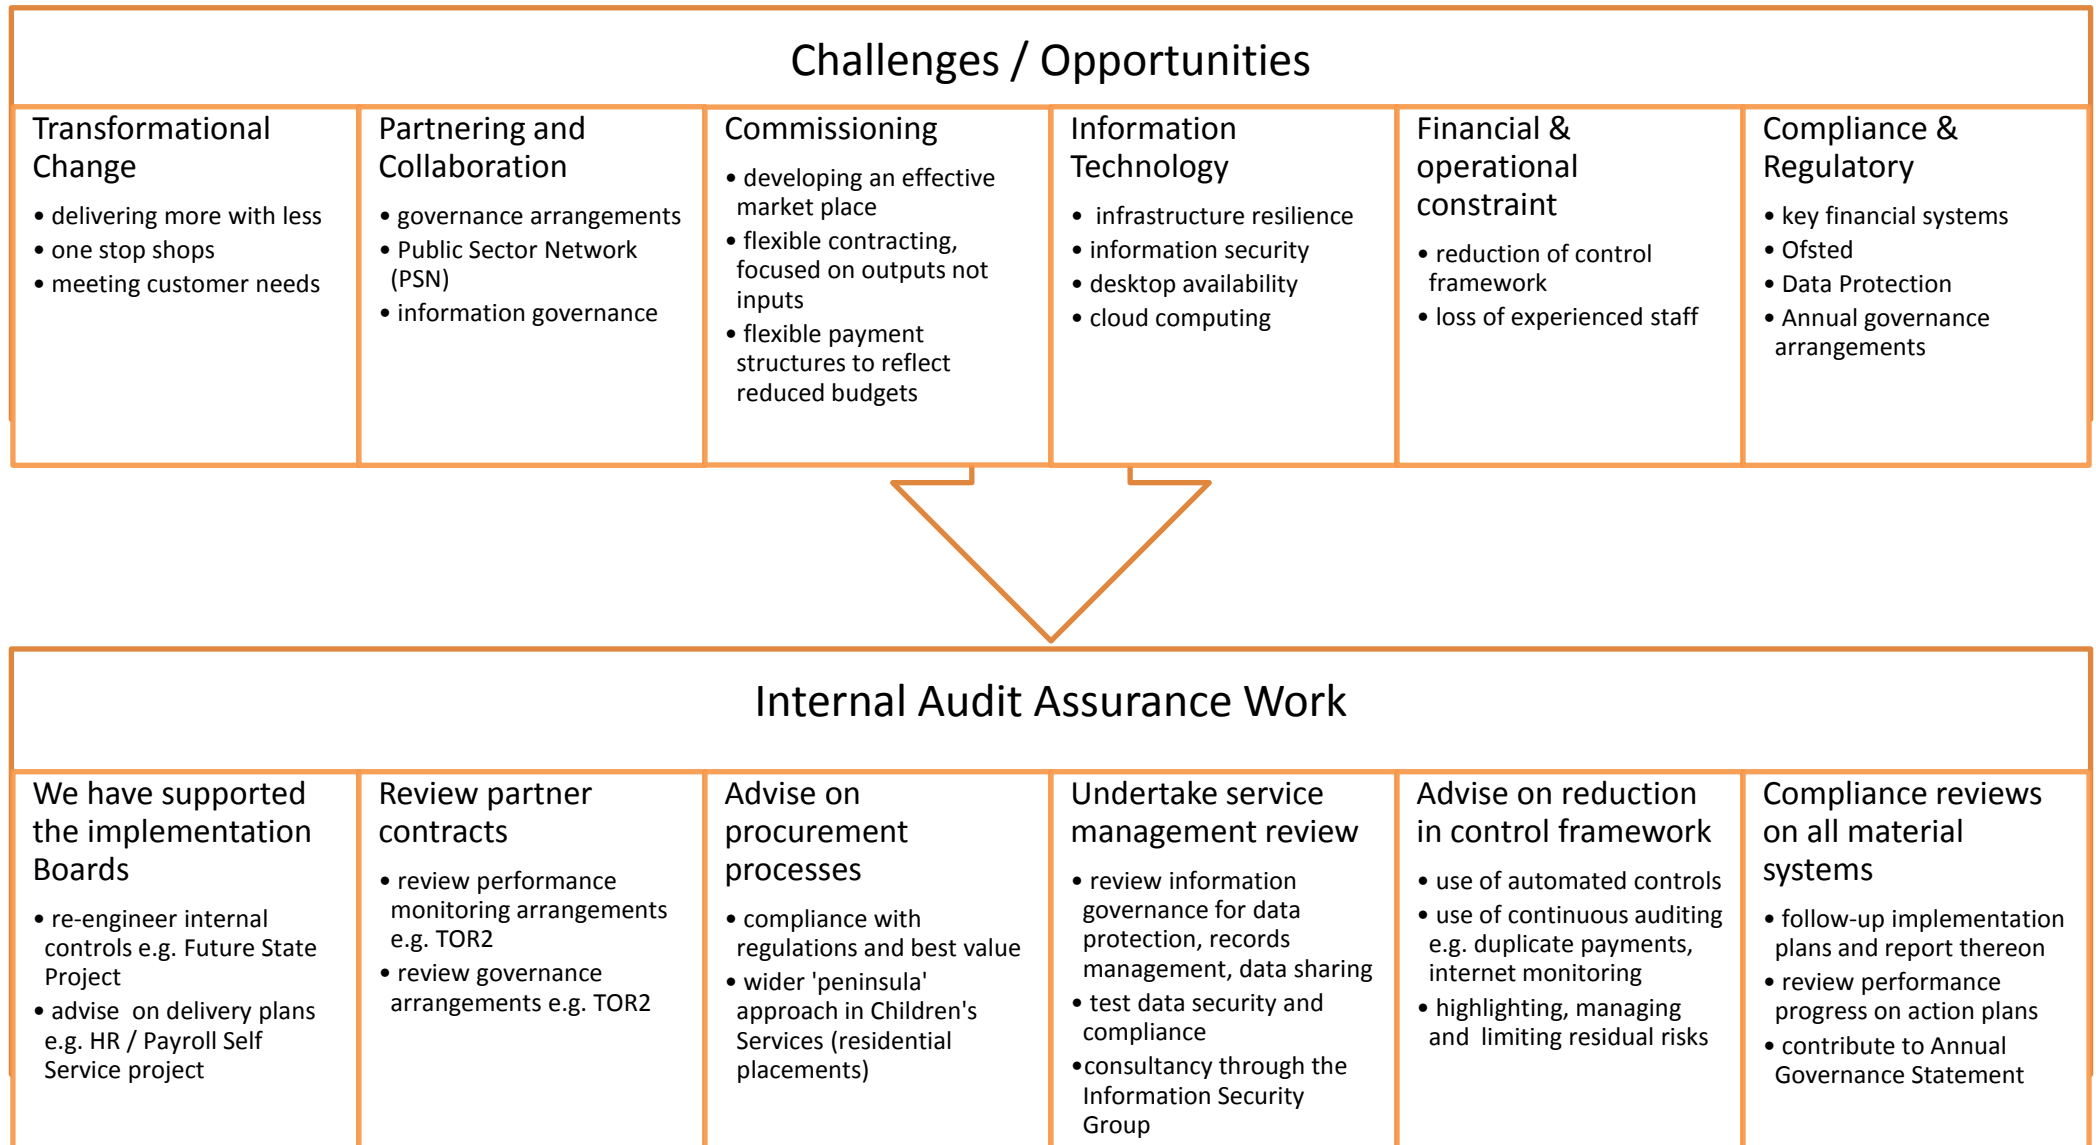 Challenges / Opportunities
Transformational
Change
• delivering more with less
• one stop shops
• meeting customer needs
Partnering and
Collaboration
• governance arrangements
• Public Sector Network
(PSN)
• information governance
Commissioning
• developing an effective
market place
• flexible contracting,
focused on outputs not
inputs
• flexible payment
structures to reflect
reduced budgets
Information
Technology
• infrastructure resilience
• information security
• desktop availability
• cloud computing
Financial &
operational
constraint
• reduction of control
framework
• loss of experienced staff
Compliance &
Regulatory
• key financial systems
• Ofsted
• Data Protection
• Annual governance
arrangements
Internal Audit Assurance Work
We have supported
the implementation
Boards
• re-engineer internal
controls e.g. Future State
Project
• advise on delivery plans
e.g. HR / Payroll Self
Service project
Review partner
contracts
• review performance
monitoring arrangements
e.g. TOR2
• review governance
arrangements e.g. TOR2
Advise on
procurement
processes
• compliance with
regulations and best value
• wider 'peninsula'
approach in Children's
Services (residential
placements)
Undertake service
management review
• review information
governance for data
protection, records
management, data sharing
• test data security and
compliance
•consultancy through the
Information Security
Group
Advise on reduction
in control framework
• use of automated controls
• use of continuous auditing
e.g. duplicate payments,
internet monitoring
• highlighting, managing
and limiting residual risks
Compliance reviews
on all material
systems
• follow-up implementation
plans and report thereon
• review performance
progress on action plans
• contribute to Annual
Governance Statement